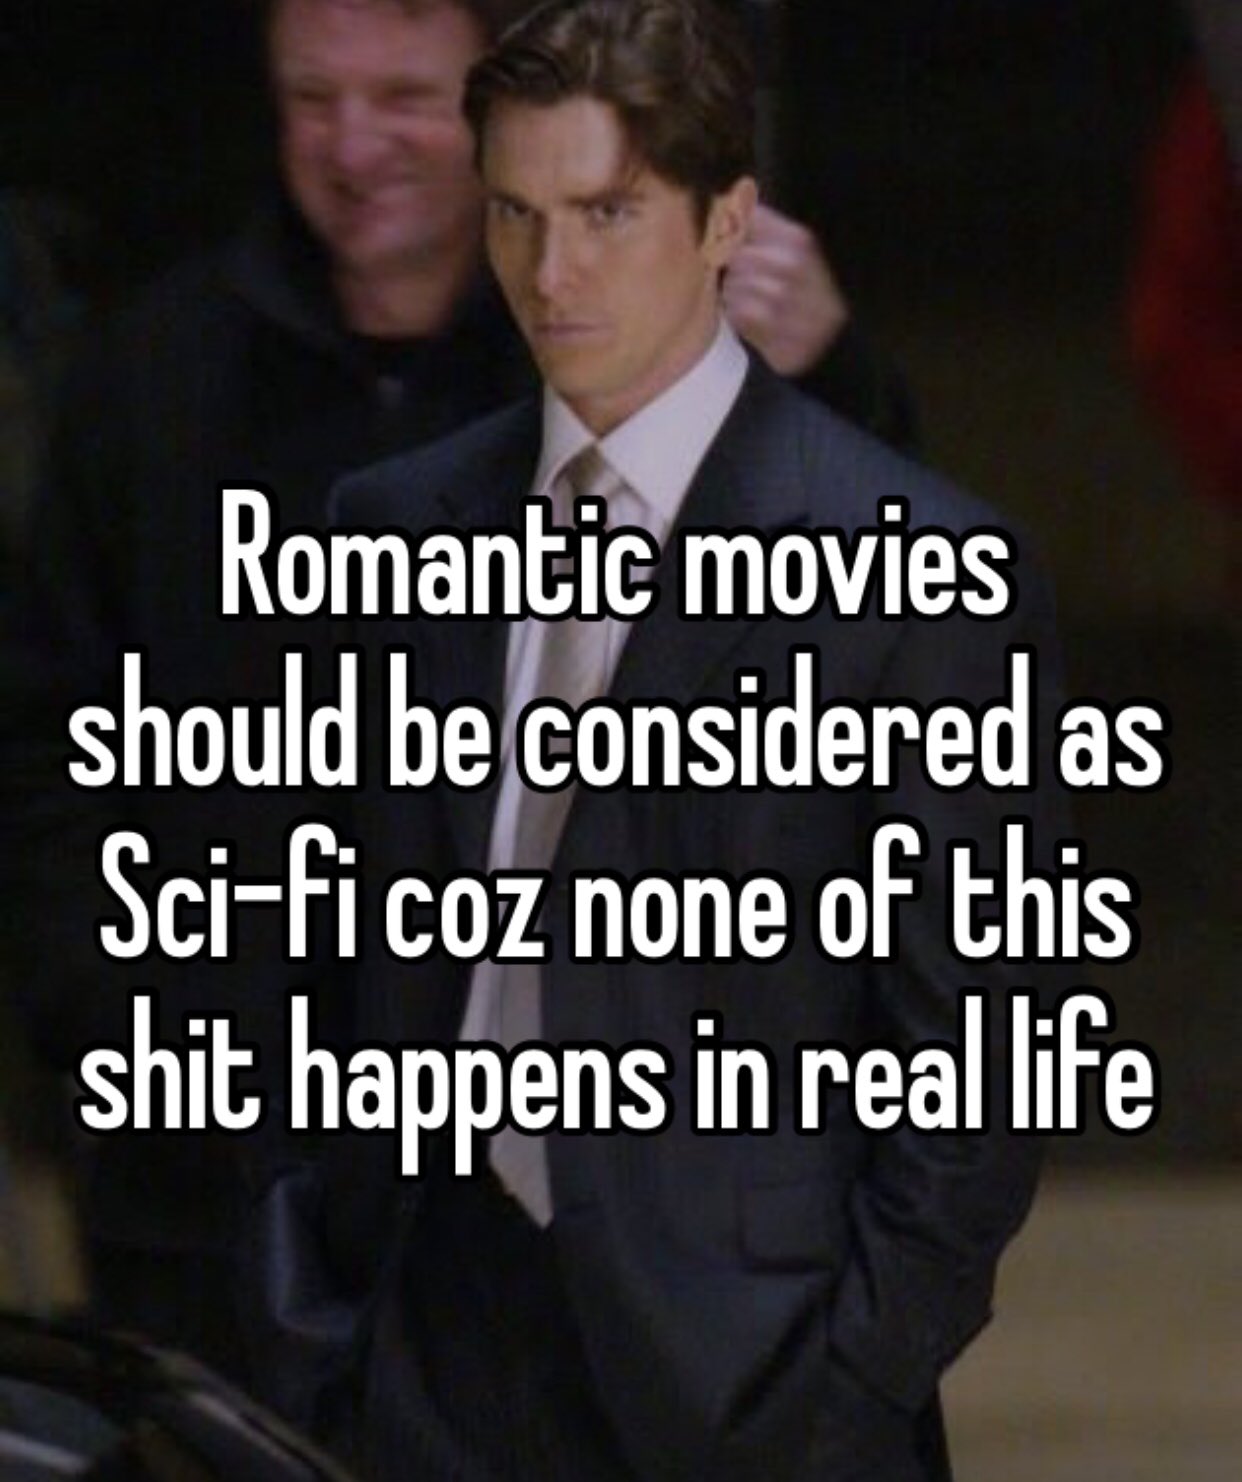 Romantic movies
should be considered as
Sci-fi coz none of this
shit happens in real life